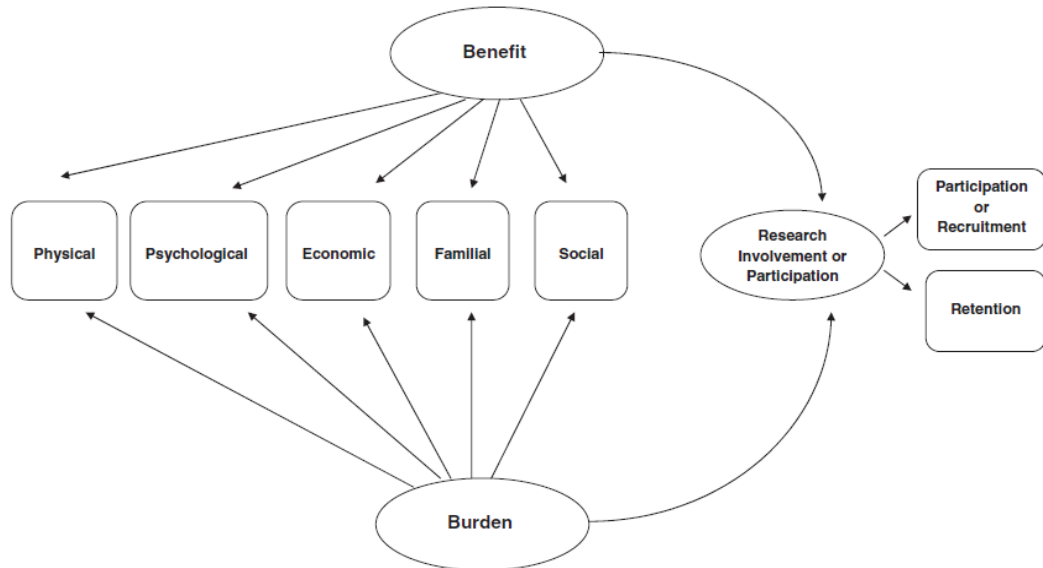 Benefit
Physical
Psychological
Economic
Familial
Social
Research
Involvement or
Participation
Participation
or
Recruitment
Retention
Burden